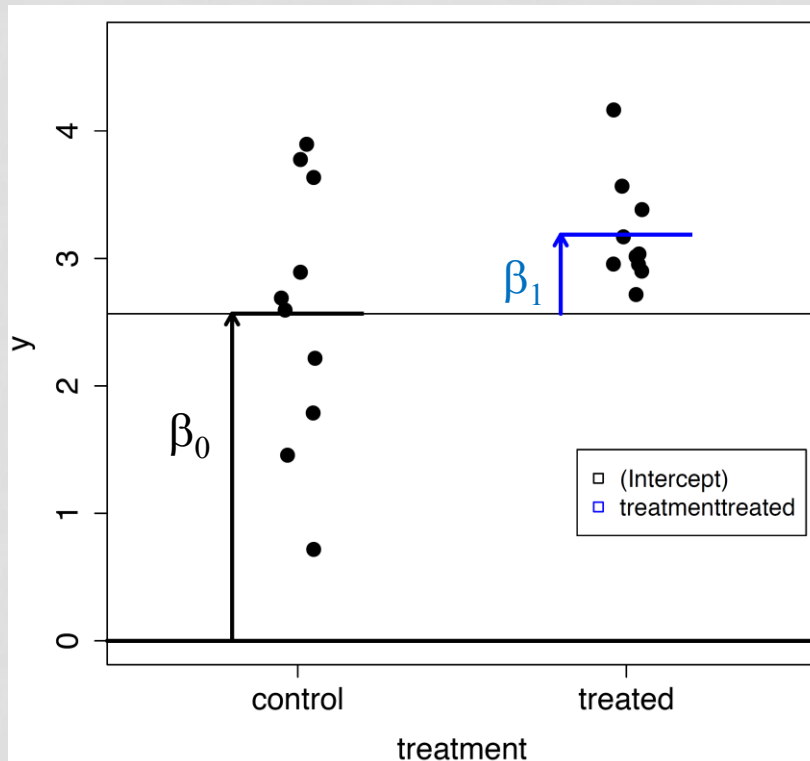 4
3
2
1
0
y
β₀
β₁
(Intercept)
treatmenttreated
control
treated
treatment